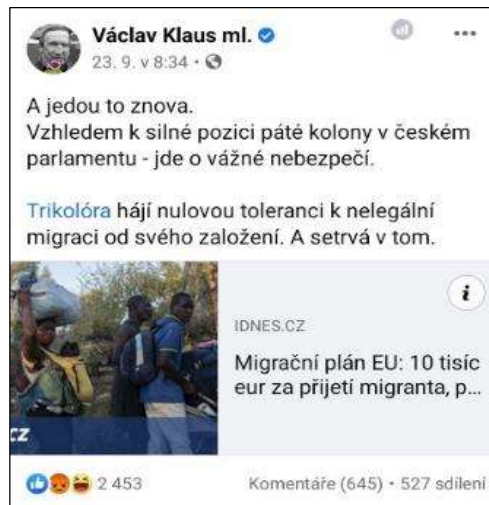 Václav Klaus ml.
23. 9. v 8:34 ·
A jedou to znova.
Vzhledem k silné pozici páté kolony v českém
parlamentu - jde o vážné nebezpečí.
Trikolóra hájí nulovou toleranci k nelegální
migraci od svého založení. A setrvá v tom.
cz
IDNES.CZ
Migrační plán EU: 10 tisíc
eur za přijetí migranta, p...
2 453
Komentáře (645) • 527 sdílení